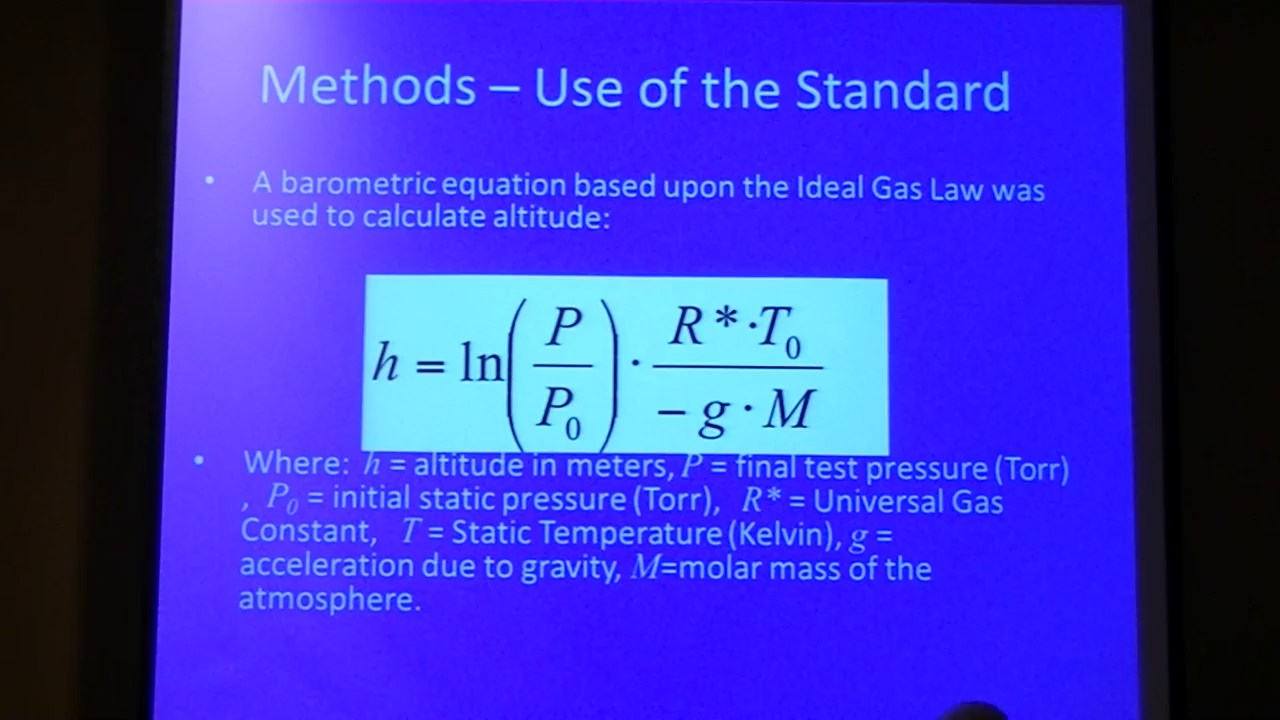 Methods – Use of the Standard
• A barometric equation based upon the Ideal Gas Law was
used to calculate altitude:
h = ln(P/P₀) · (R*·T₀)/(−g·M)
• Where: h = altitude in meters, P = final test pressure (Torr)
, P₀ = initial static pressure (Torr), R* = Universal Gas
Constant, T = Static Temperature (Kelvin), g =
acceleration due to gravity, M=molar mass of the
atmosphere.